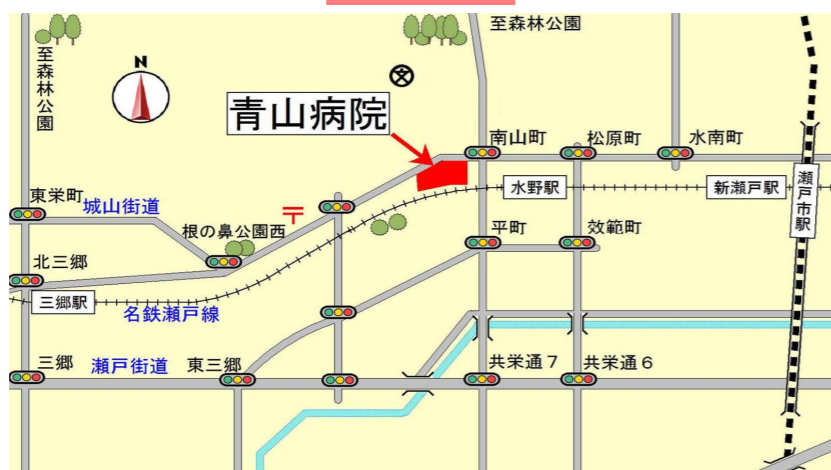 至森林公園
至森林公園
N
青山病院
南山町
松原町
水南町
東栄町
城山街道
〒
根の鼻公園西
水野駅
新瀬戸駅
瀬戸市駅
北三郷
平町
效範町
三郷駅
名鉄瀬戸線
三郷
瀬戸街道
東三郷
共栄通7
共栄通6